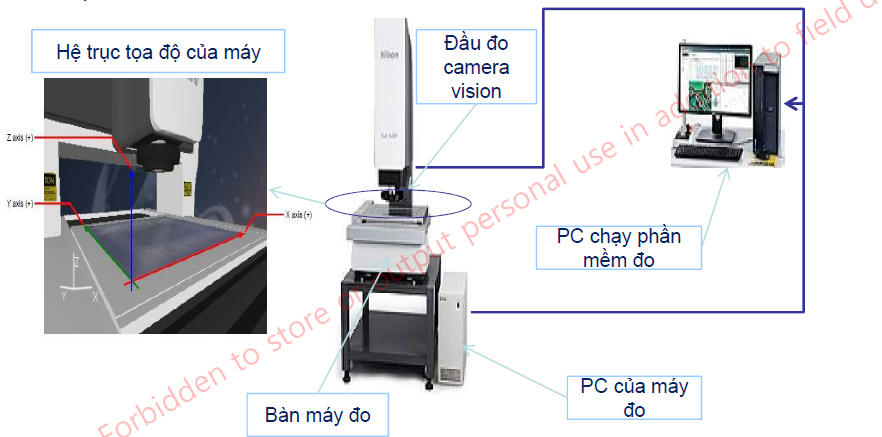 Hệ trục tọa độ của máy
Đầu đo
camera
vision
Nikon
Z axis (+)
Y axis (+)
X axis (+)
Z
Y
X
PC chạy phần
mềm đo
PC của máy
đo
Bàn máy đo
Forbidden to store or output personal use in addition to field